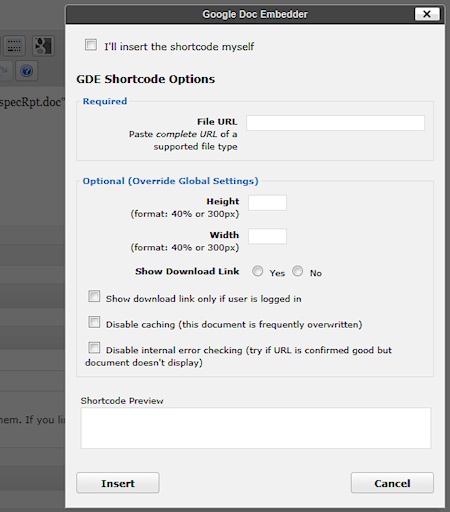 Google Doc Embedder
I'll insert the shortcode myself
specRpt.doc"
GDE Shortcode Options
Required
File URL
Paste complete URL of a
supported file type
Optional (Override Global Settings)
Height
(format: 40% or 300px)
Width
(format: 40% or 300px)
Show Download Link Yes No
Show download link only if user is logged in
Disable caching (this document is frequently overwritten)
Disable internal error checking (try if URL is confirmed good but
document doesn't display)
Shortcode Preview
hem. If you li
Insert Cancel